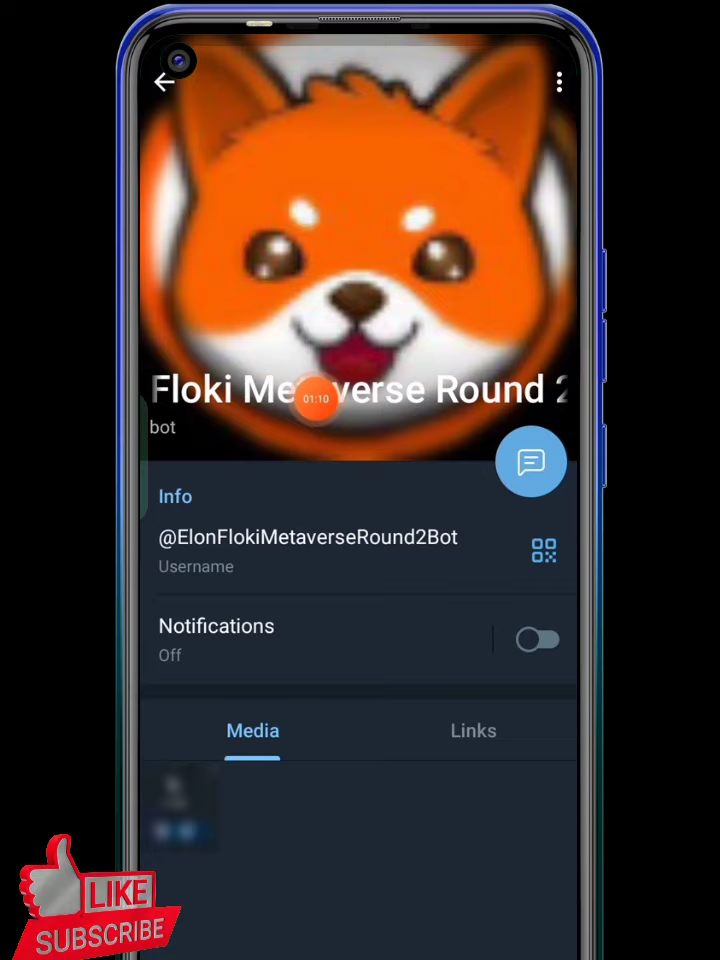 Floki Me verse Round 2
01:10
bot
Info
@ElonFlokiMetaverseRound2Bot
Username
Notifications
Off
Media
Links
LIKE
SUBSCRIBE